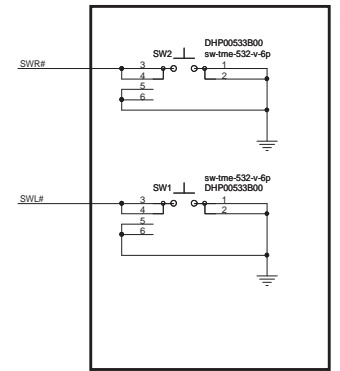 DHP00533B00
SW2 sw-tme-532-v-6p
SWR# 3 1
4 2
5
6
sw-tme-532-v-6p
SW1 DHP00533B00
SWL# 3 1
4 2
5
6